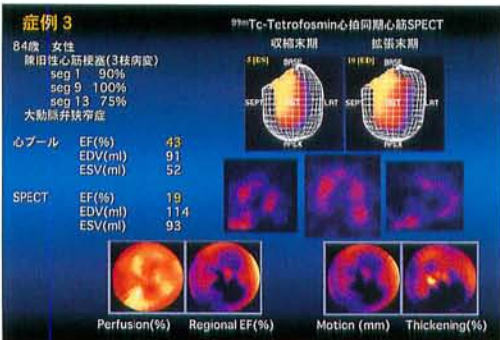 症例 3
84歳 女性
陳旧性心筋梗塞(3枝病変)
seg 1 90%
seg 9 100%
seg 13 75%
大動脈弁狭窄症
心プール EF(%) 43
EDV(ml) 91
ESV(ml) 52
SPECT EF(%) 19
EDV(ml) 114
ESV(ml) 93
⁹⁹ᵐTc-Tetrofosmin心拍同期心筋SPECT
収縮末期 拡張末期
BASE BASE
SEPT LAT SEPT LAT
Perfusion(%) Regional EF(%) Motion (mm) Thickening(%)